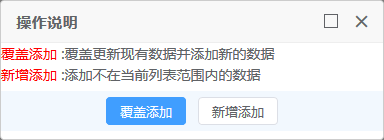 操作说明
覆盖添加 :覆盖更新现有数据并添加新的数据
新增添加 :添加不在当前列表范围内的数据
覆盖添加 新增添加